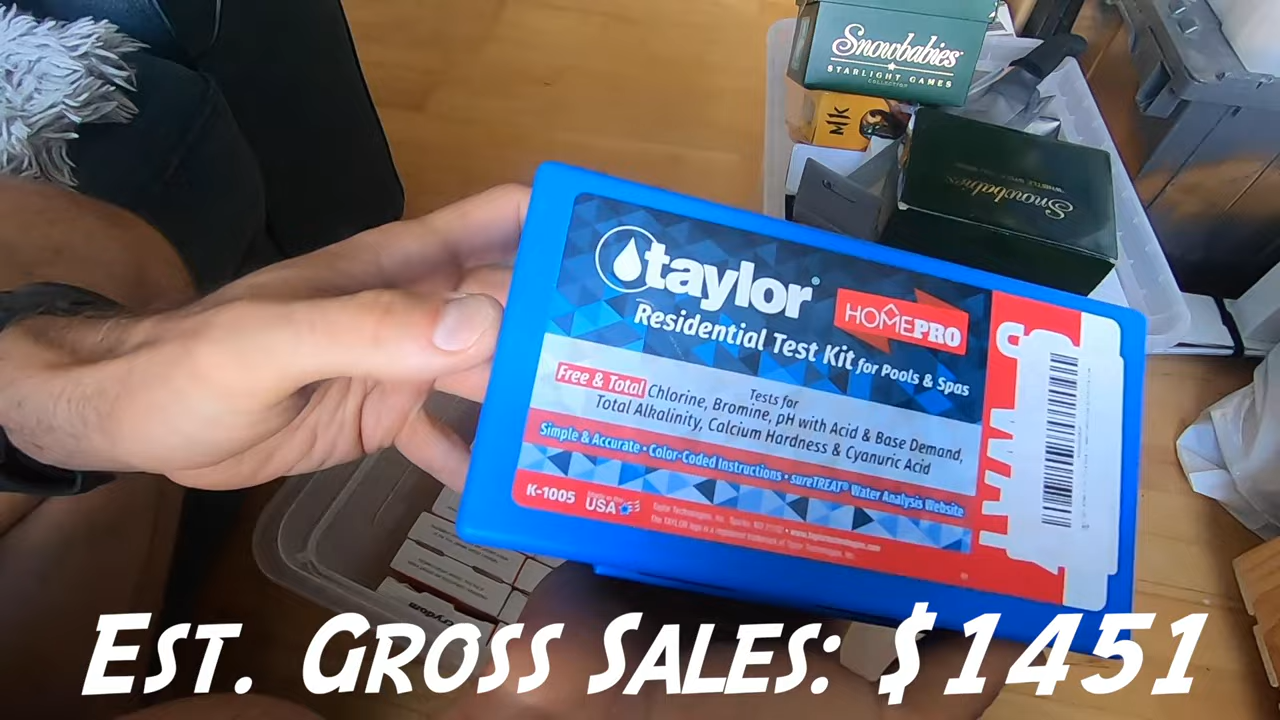 Snowbabies
STARLIGHT GAMES
COLLECTION
MK
Snowbabies
taylor®
HOMEPRO
Residential Test Kit for Pools & Spas
Tests for
Free & Total Chlorine, Bromine, pH with Acid & Base Demand,
Total Alkalinity, Calcium Hardness & Cyanuric Acid
Simple & Accurate • Color-Coded Instructions • sureTREAT® Water Analysis Website
K-1005
USA
EST. GROSS SALES: $1451